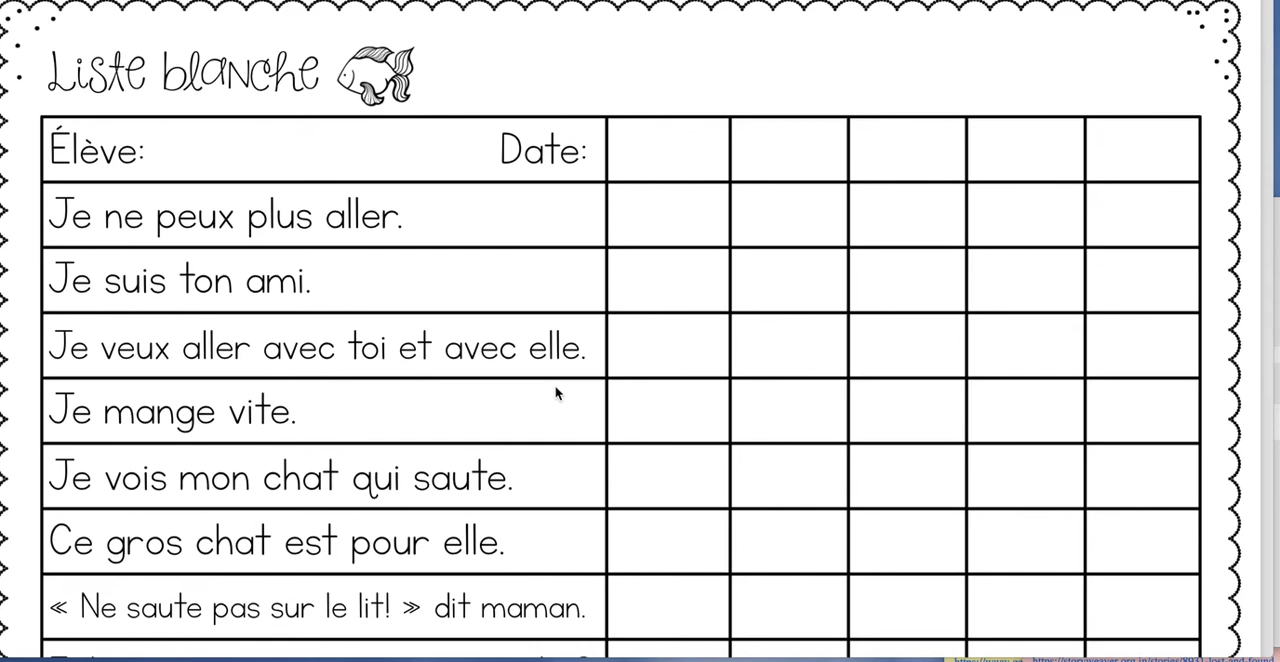 Liste blanche
Élève: Date:
Je ne peux plus aller.
Je suis ton ami.
Je veux aller avec toi et avec elle.
Je mange vite.
Je vois mon chat qui saute.
Ce gros chat est pour elle.
« Ne saute pas sur le lit! » dit maman.